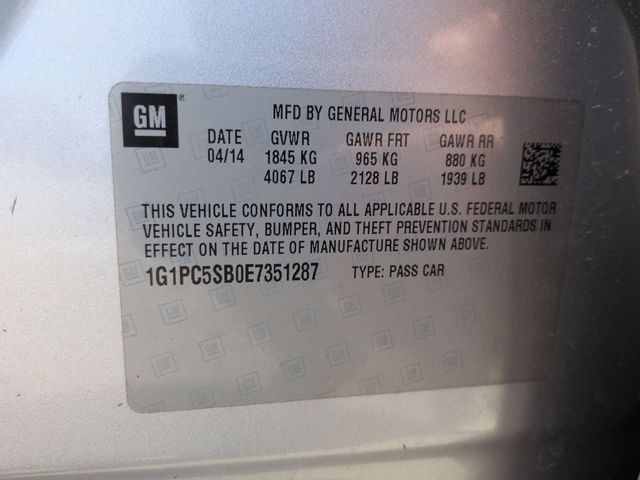 GM
MFD BY GENERAL MOTORS LLC
DATE GVWR GAWR FRT GAWR RR
04/14 1845 KG 965 KG 880 KG
4067 LB 2128 LB 1939 LB
THIS VEHICLE CONFORMS TO ALL APPLICABLE U.S. FEDERAL MOTOR
VEHICLE SAFETY, BUMPER, AND THEFT PREVENTION STANDARDS IN
EFFECT ON THE DATE OF MANUFACTURE SHOWN ABOVE.
1G1PC5SB0E7351287 TYPE: PASS CAR